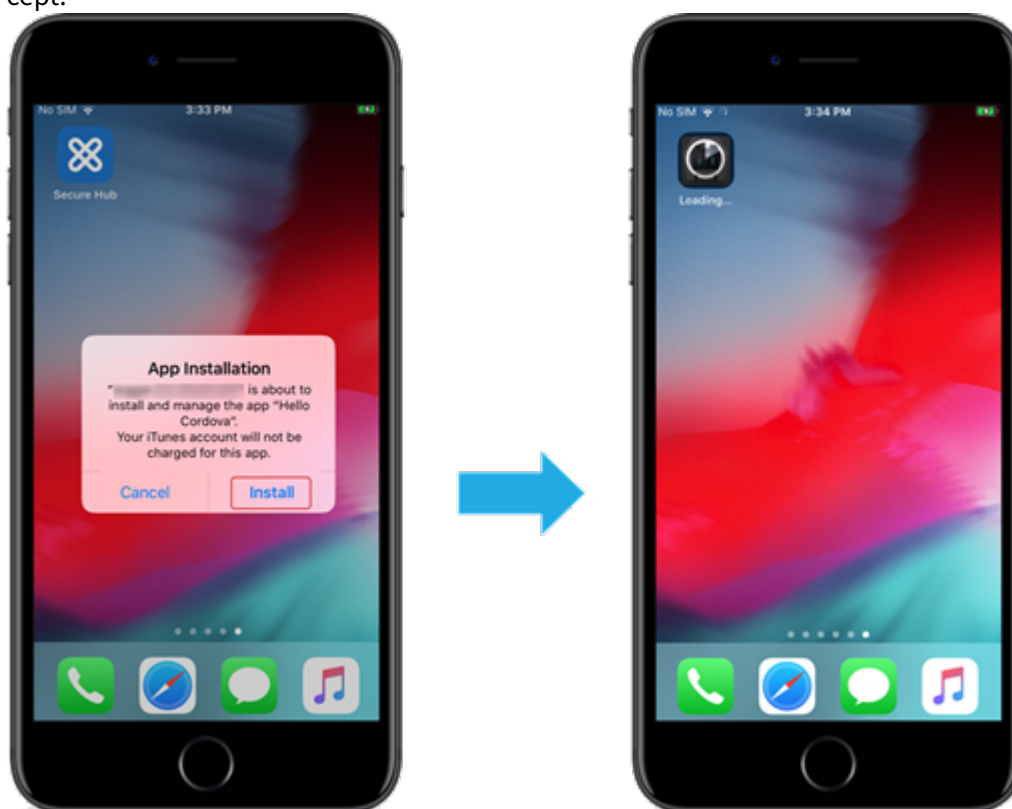 cept.
No SIM 3:33 PM
Secure Hub
App Installation
" is about to
install and manage the app "Hello
Cordova".
Your iTunes account will not be
charged for this app.
Cancel Install
No SIM 3:34 PM
Loading...